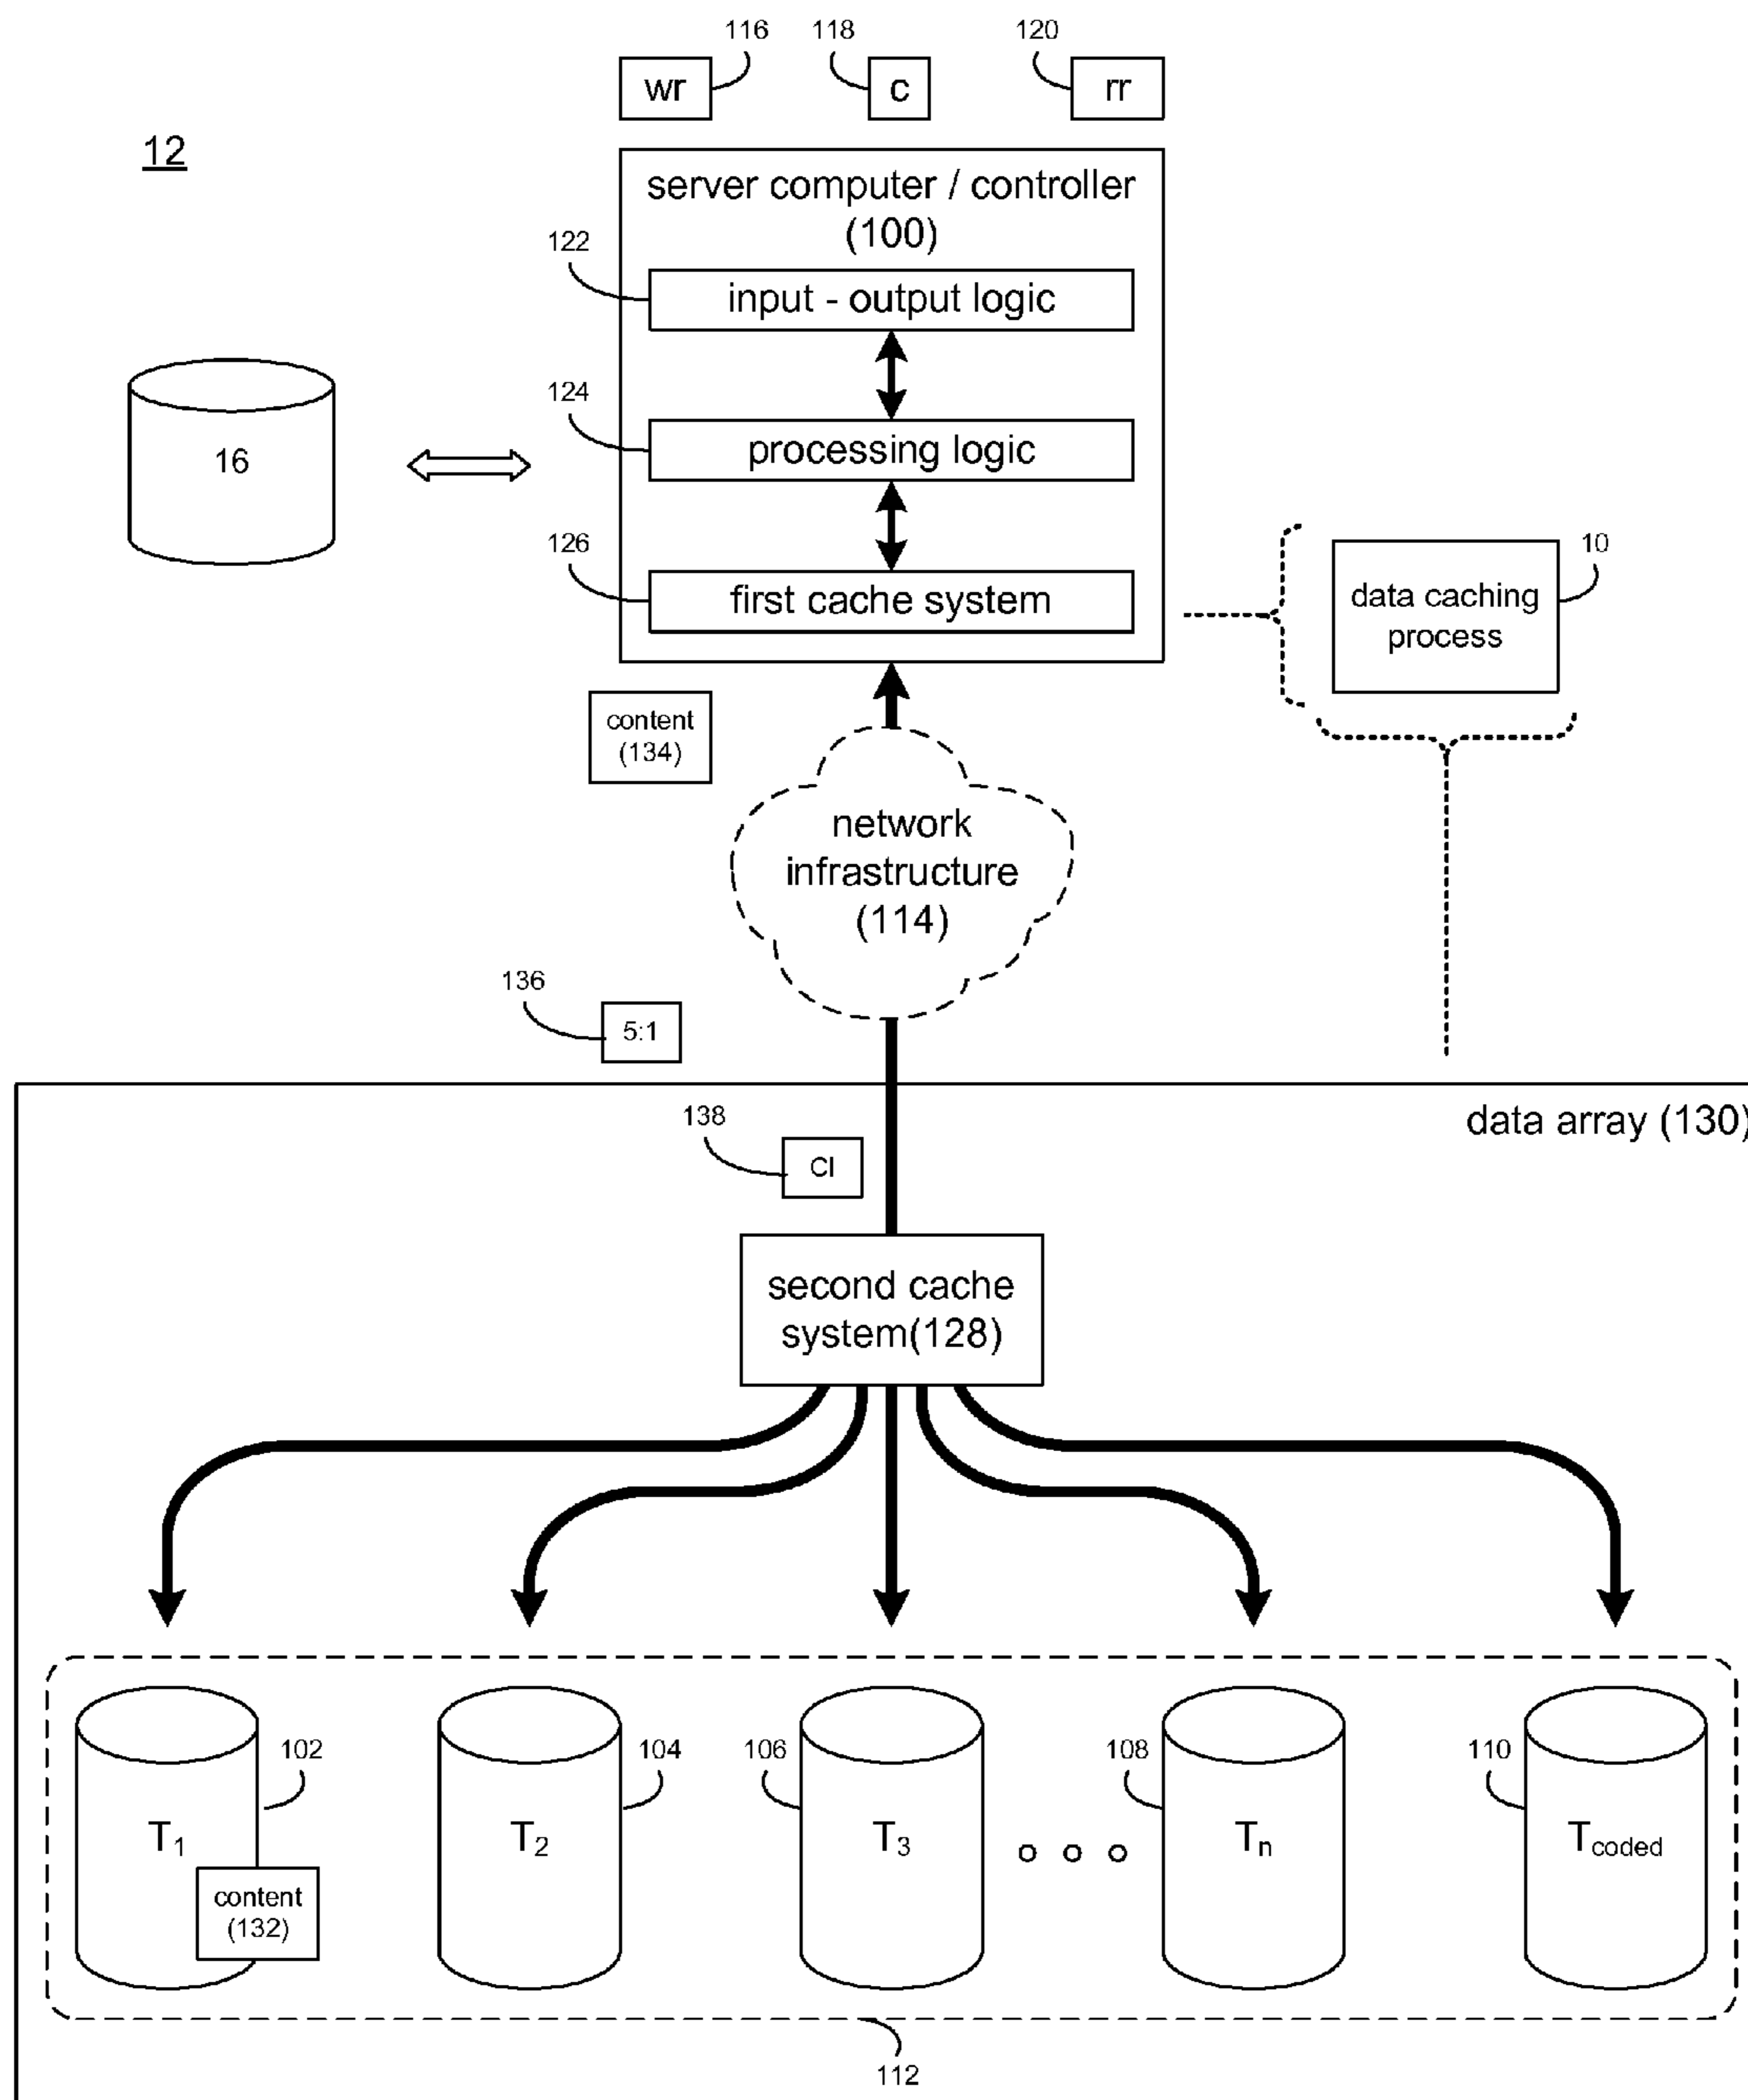 116
118
120
wr
c
rr
12
server computer / controller
(100)
122
input - output logic
124
16
processing logic
126
first cache system
10
data caching
process
content
(134)
network
infrastructure
(114)
136
5:1
data array (130)
138
CI
second cache
system(128)
102
104
106
108
110
T1
T2
T3
Tn
Tcoded
content
(132)
112